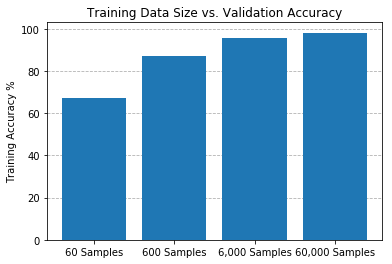 Training Data Size vs. Validation Accuracy
Training Accuracy %
100
80
60
40
20
0
60 Samples
600 Samples
6,000 Samples
60,000 Samples